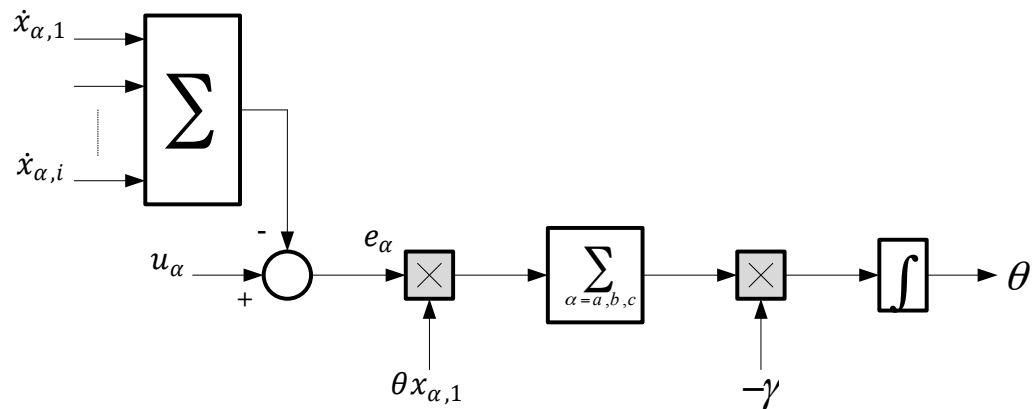 ẋ_{α,1}
∑
ẋ_{α,i}
-
u_α
+
e_α
×
θx_{α,1}
∑
α=a,b,c
×
−γ
∫
θ